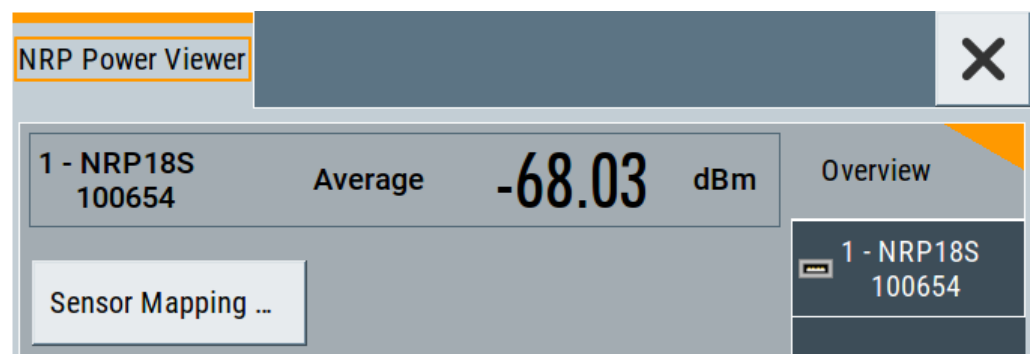 NRP Power Viewer
1 - NRP18S
100654
Average
-68.03
dBm
Overview
1 - NRP18S
100654
Sensor Mapping ...